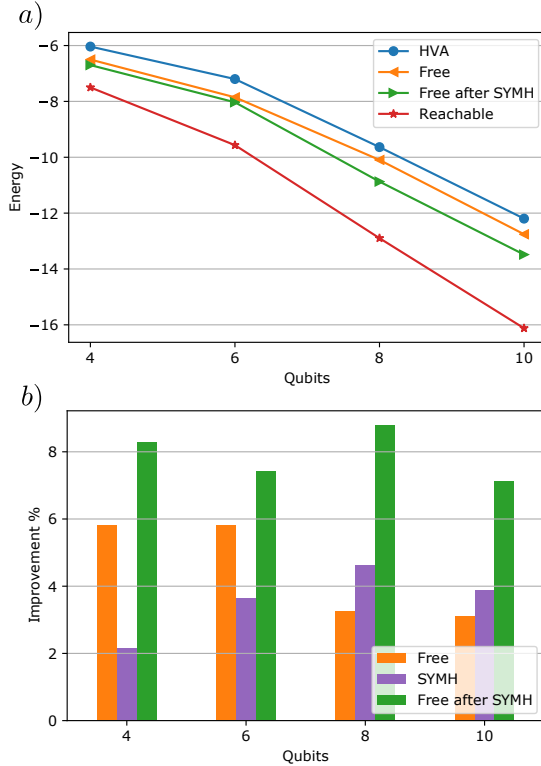 a)
−6
−8
−10
−12
−14
−16
Energy
4
6
8
10
Qubits
HVA
Free
Free after SYMH
Reachable
b)
8
6
4
2
0
Improvement %
4
6
8
10
Qubits
Free
SYMH
Free after SYMH